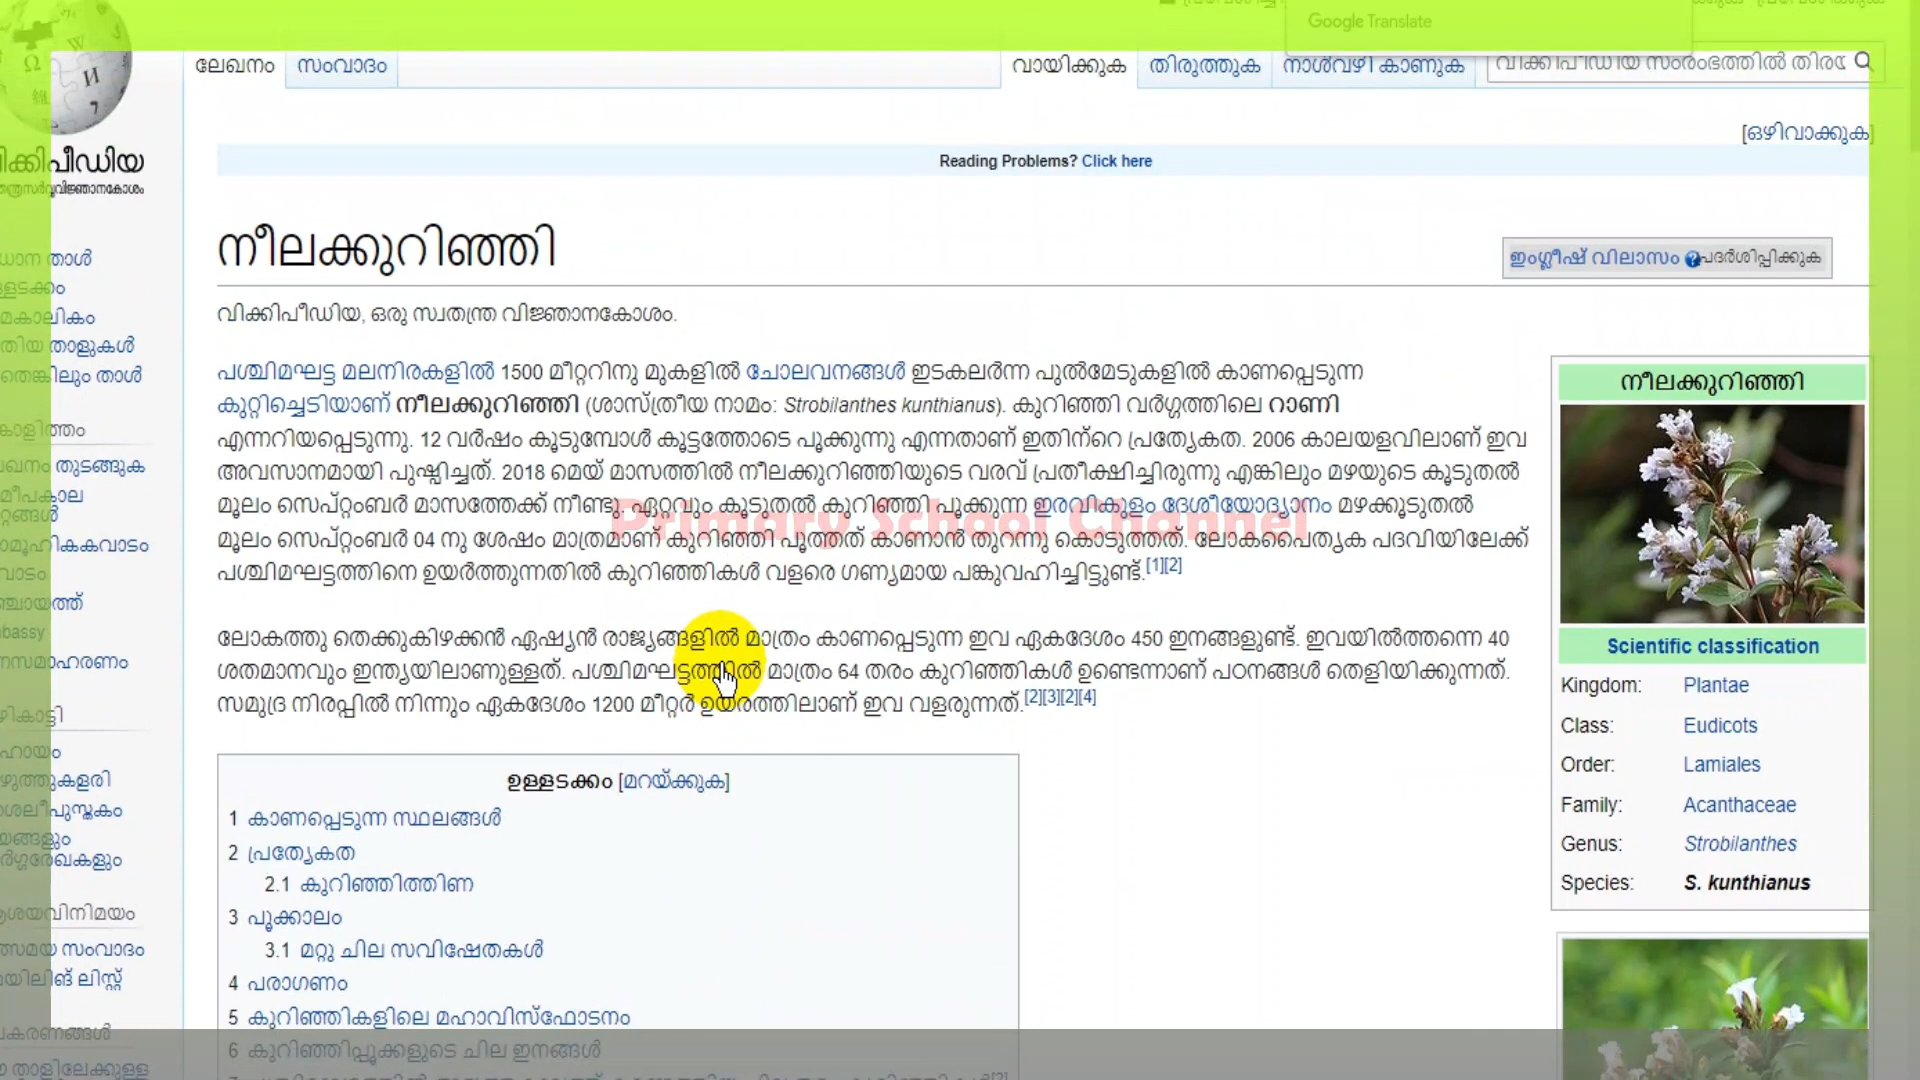 Google Translate
ലേഖനം
സംവാദം
വായിക്കുക
തിരുത്തുക
നാൾവഴി കാണുക
വിക്കിപീഡിയ സംരംഭത്തിൽ
[ഒഴിവാക്കുക]
Reading Problems? Click here
നീലക്കുറിഞ്ഞി
ഇംഗ്ലീഷ് വിലാസം പ്രദർശിപ്പിക്കുക
വിക്കിപീഡിയ, ഒരു സ്വതന്ത്ര വിജ്ഞാനകോശം.
പശ്ചിമഘട്ട മലനിരകളിൽ 1500 മീറ്ററിനു മുകളിൽ ചോലവനങ്ങൾ ഇടകലർന്ന പുൽമേടുകളിൽ കാണപ്പെടുന്ന
കുറ്റിച്ചെടിയാണ് നീലക്കുറിഞ്ഞി (ശാസ്ത്രീയ നാമം: Strobilanthes kunthianus). കുറിഞ്ഞി വർഗ്ഗത്തിലെ റാണി
എന്നറിയപ്പെടുന്നു. 12 വർഷം കൂടുമ്പോൾ കൂട്ടത്തോടെ പൂക്കുന്നു എന്നതാണ് ഇതിന്റെ പ്രത്യേകത. 2006 കാലയളവിലാണ് ഇവ
അവസാനമായി പുഷ്പിച്ചത്. 2018 മെയ് മാസത്തിൽ നീലക്കുറിഞ്ഞിയുടെ വരവ് പ്രതീക്ഷിച്ചിരുന്നു എങ്കിലും മഴയുടെ കൂടുതൽ
മൂലം സെപ്റ്റംബർ മാസത്തേക്ക് നീണ്ടു. ഏറ്റവും കൂടുതൽ കുറിഞ്ഞി പൂക്കുന്ന ഇരവികുളം ദേശീയോദ്യാനം മഴക്കൂടുതൽ
Primary School Channel
മൂലം സെപ്റ്റംബർ 04 നു ശേഷം മാത്രമാണ് കുറിഞ്ഞി പൂത്തത് കാണാൻ തുറന്നു കൊടുത്തത്. ലോകപൈതൃക പദവിയിലേക്ക്
പശ്ചിമഘട്ടത്തിനെ ഉയർത്തുന്നതിൽ കുറിഞ്ഞികൾ വളരെ ഗണ്യമായ പങ്കുവഹിച്ചിട്ടുണ്ട്.[1][2]
ലോകത്തു തെക്കുകിഴക്കൻ ഏഷ്യൻ രാജ്യങ്ങളിൽ മാത്രം കാണപ്പെടുന്ന ഇവ ഏകദേശം 450 ഇനങ്ങളുണ്ട്. ഇവയിൽത്തന്നെ 40
ശതമാനവും ഇന്ത്യയിലാണുള്ളത്. പശ്ചിമഘട്ടത്തിൽ മാത്രം 64 തരം കുറിഞ്ഞികൾ ഉണ്ടെന്നാണ് പഠനങ്ങൾ തെളിയിക്കുന്നത്.
സമുദ്ര നിരപ്പിൽ നിന്നും ഏകദേശം 1200 മീറ്റർ ഉയരത്തിലാണ് ഇവ വളരുന്നത്.[2][3][2][4]
ഉള്ളടക്കം [മറയ്ക്കുക]
1 കാണപ്പെടുന്ന സ്ഥലങ്ങൾ
2 പ്രത്യേകത
2.1 കുറിഞ്ഞിത്തിണ
3 പൂക്കാലം
3.1 മറ്റു ചില സവിഷേതകൾ
4 പരാഗണം
5 കുറിഞ്ഞികളിലെ മഹാവിസ്ഫോടനം
6 കുറിഞ്ഞിപ്പൂക്കളുടെ ചില ഇനങ്ങൾ
നീലക്കുറിഞ്ഞി
Scientific classification
Kingdom: Plantae
Class: Eudicots
Order: Lamiales
Family: Acanthaceae
Genus: Strobilanthes
Species: S. kunthianus
താൾ
താളുകൾ
താൾ
തുടങ്ങുക
സംവാദം
ലിസ്റ്റ്
താളിലേക്കുള്ള